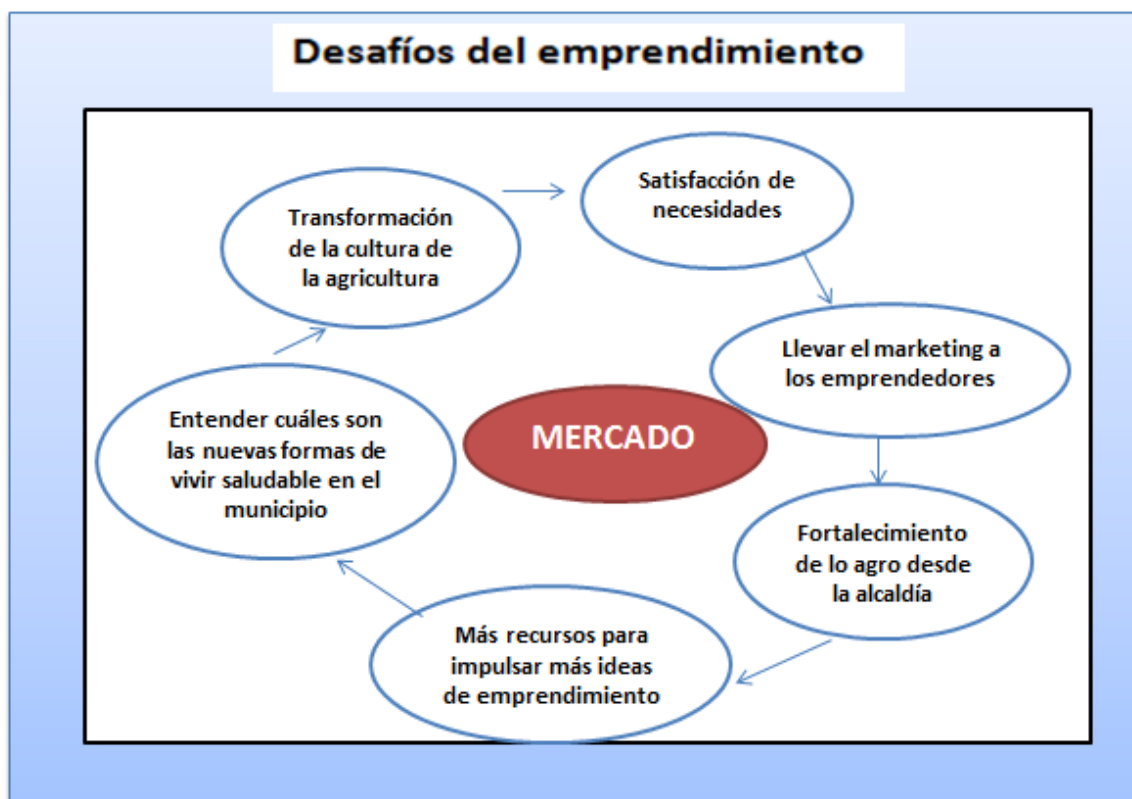 Desafíos del emprendimiento
Satisfacción de
necesidades
Transformación
de la cultura de
la agricultura
Llevar el marketing a
los emprendedores
MERCADO
Entender cuáles son
las nuevas formas de
vivir saludable en el
municipio
Fortalecimiento
de lo agro desde
la alcaldía
Más recursos para
impulsar más ideas
de emprendimiento